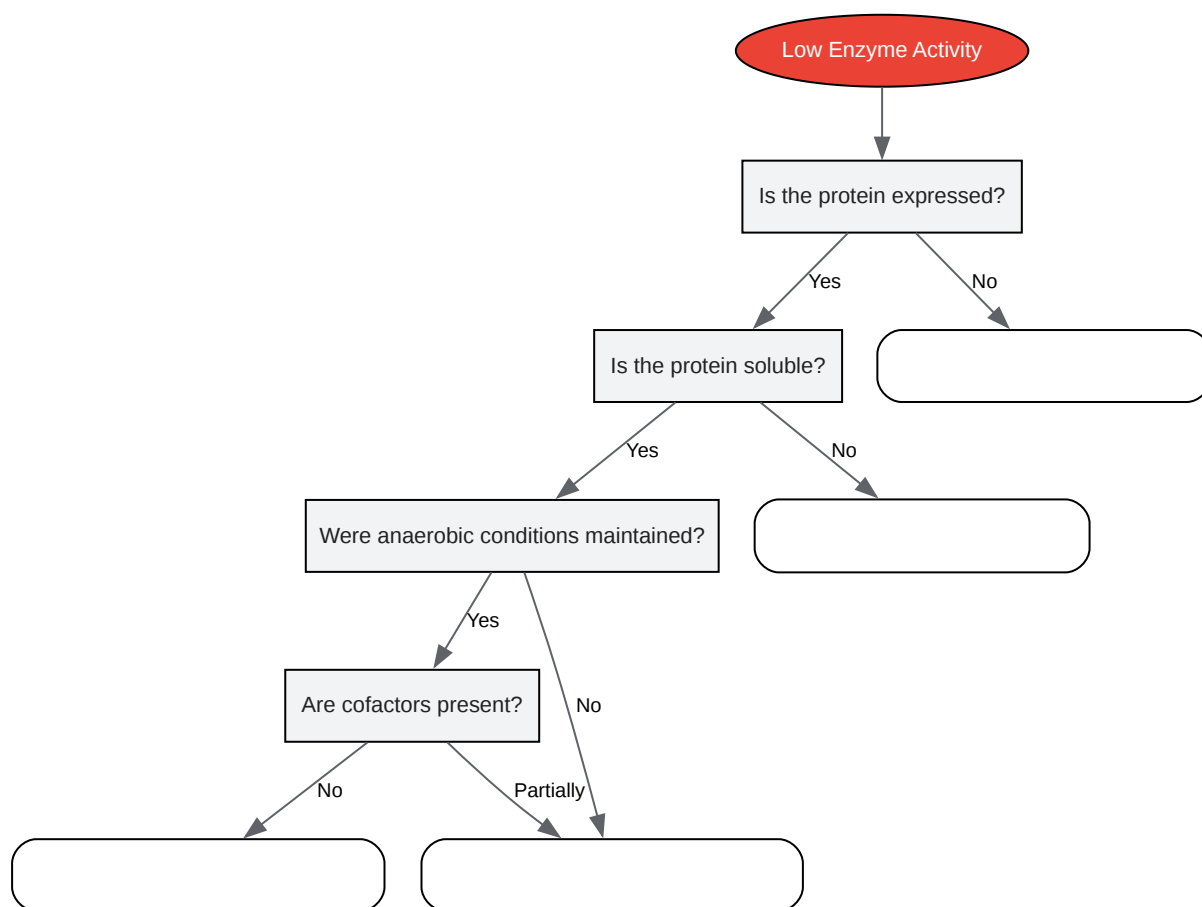 Low Enzyme Activity
Is the protein expressed?
Yes
No
Is the protein soluble?
Yes
No
Were anaerobic conditions maintained?
Yes
No
Are cofactors present?
No
Partially